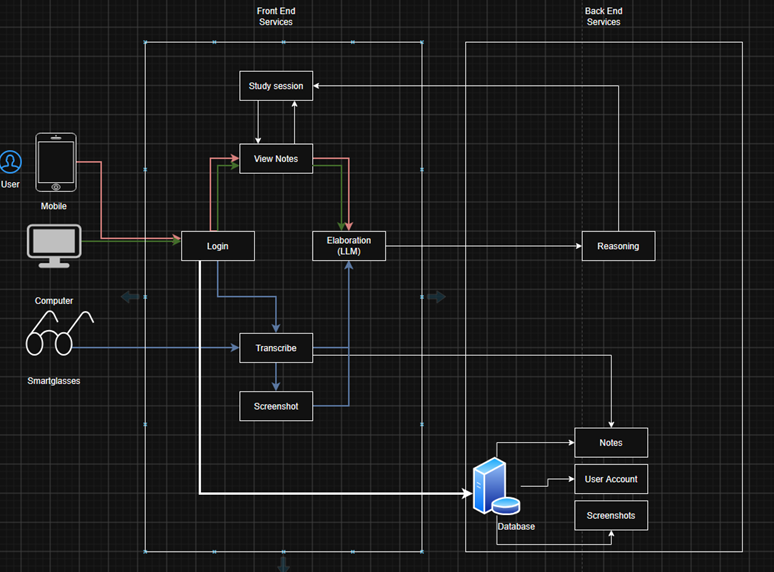 Front End
Services
Back End
Services
Study session
User
View Notes
Mobile
Login
Elaboration
(LLM)
Reasoning
Computer
Transcribe
Smartglasses
Screenshot
Notes
User Account
Screenshots
Database